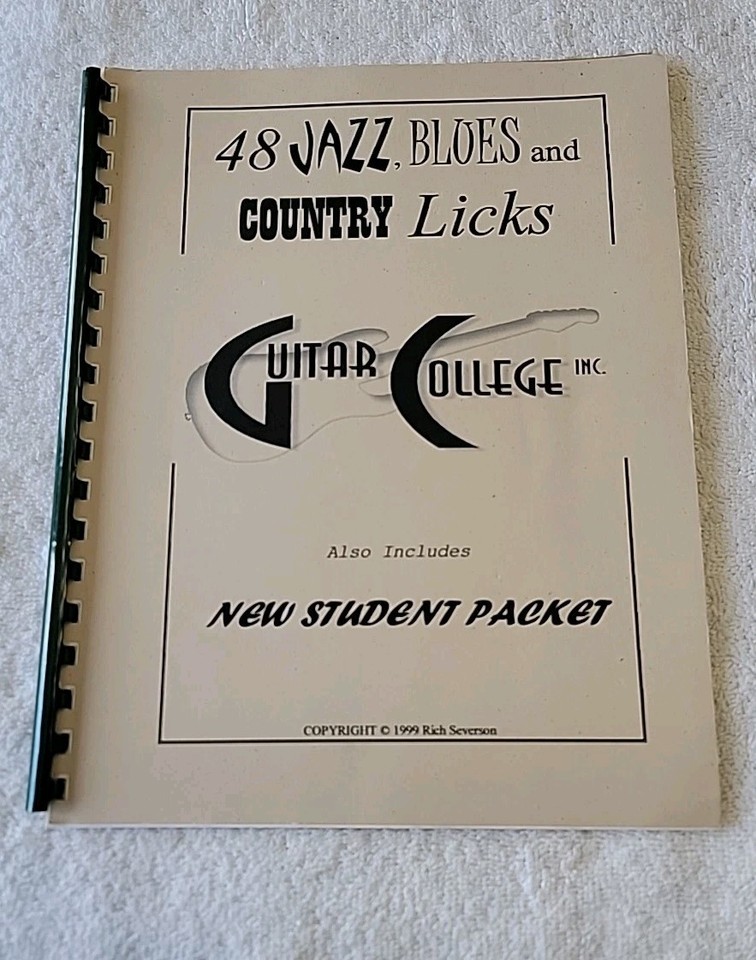 48 JAZZ, BLUES and
COUNTRY Licks
GUITAR COLLEGE INC.
Also Includes
NEW STUDENT PACKET
COPYRIGHT © 1999 Rich Severson